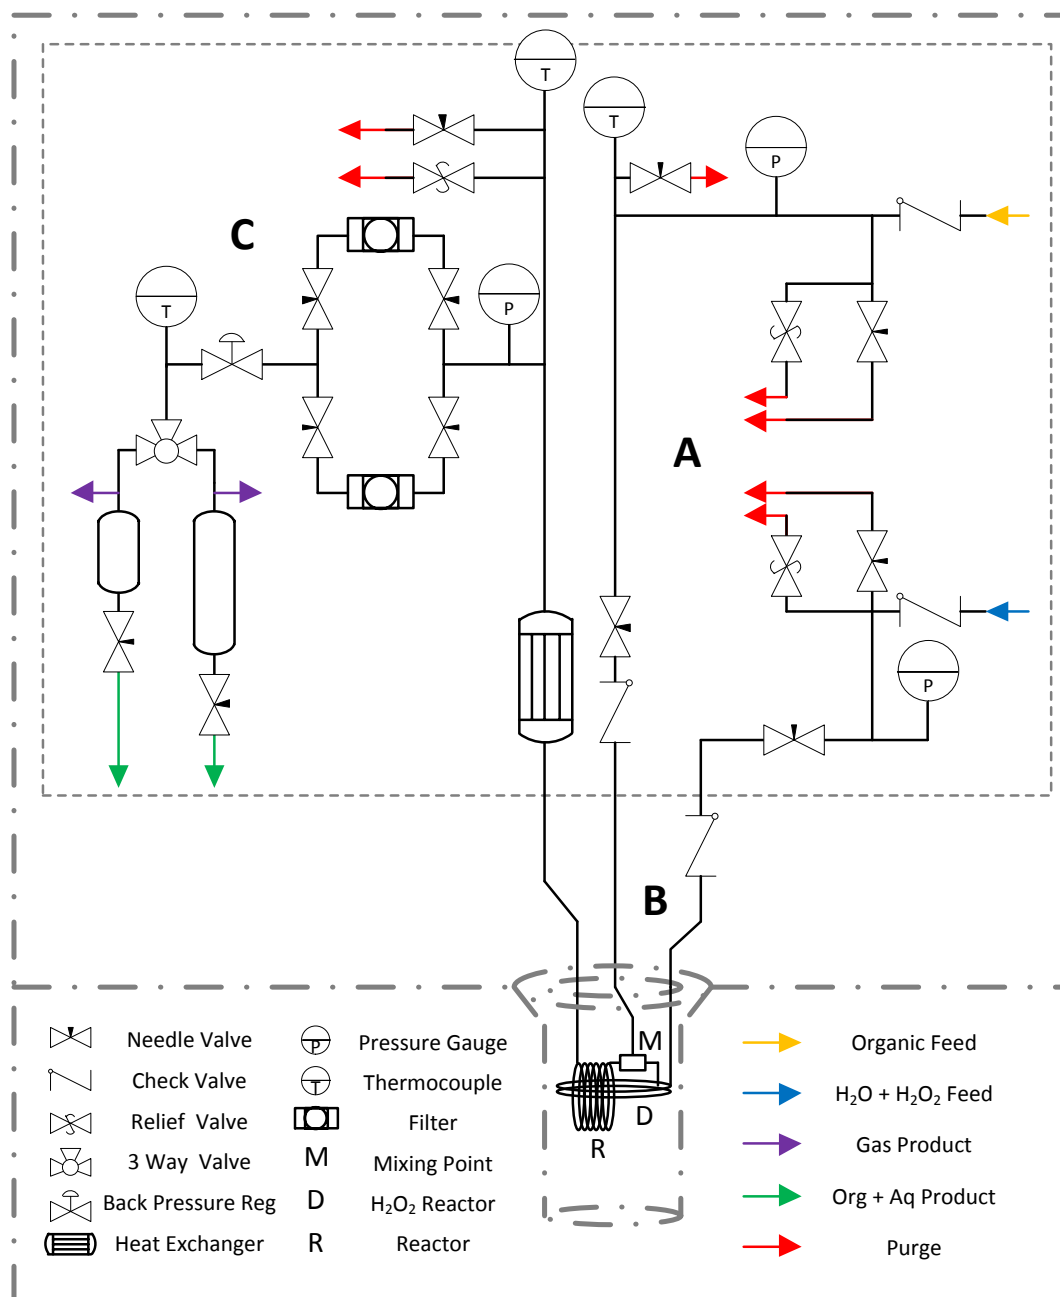 T
T
P
C
P
T
A
P
B
M
D
R
Needle Valve
Check Valve
Relief Valve
3 Way Valve
Back Pressure Reg
Heat Exchanger
P Pressure Gauge
T Thermocouple
Filter
M Mixing Point
D H₂O₂ Reactor
R Reactor
Organic Feed
H₂O + H₂O₂ Feed
Gas Product
Org + Aq Product
Purge